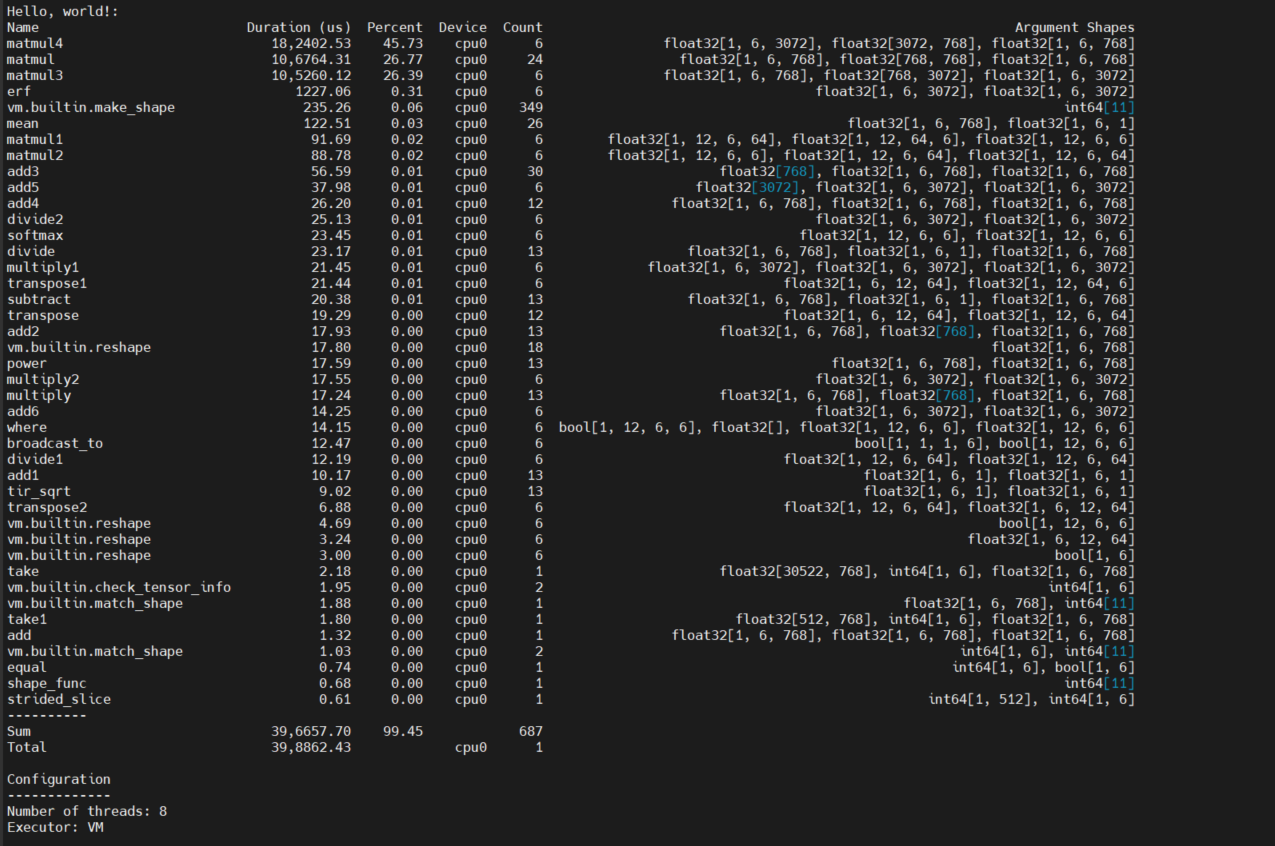 Hello, world!:
Name Duration (us) Percent Device Count Argument Shapes
matmul4 18,2402.53 45.73 cpu0 6 float32[1, 6, 3072], float32[3072, 768], float32[1, 6, 768]
matmul 10,6764.31 26.77 cpu0 24 float32[1, 6, 768], float32[768, 768], float32[1, 6, 768]
matmul3 10,5260.12 26.39 cpu0 6 float32[1, 6, 768], float32[768, 3072], float32[1, 6, 3072]
erf 1227.06 0.31 cpu0 6 float32[1, 6, 3072], float32[1, 6, 3072]
vm.builtin.make_shape 235.26 0.06 cpu0 349 int64[11]
mean 122.51 0.03 cpu0 26 float32[1, 6, 768], float32[1, 6, 1]
matmul1 91.69 0.02 cpu0 6 float32[1, 12, 6, 64], float32[1, 12, 64, 6], float32[1, 12, 6, 6]
matmul2 88.78 0.02 cpu0 6 float32[1, 12, 6, 6], float32[1, 12, 6, 64], float32[1, 12, 6, 64]
add3 56.59 0.01 cpu0 30 float32[768], float32[1, 6, 768], float32[1, 6, 768]
add5 37.98 0.01 cpu0 6 float32[3072], float32[1, 6, 3072], float32[1, 6, 3072]
add4 26.20 0.01 cpu0 12 float32[1, 6, 768], float32[1, 6, 768], float32[1, 6, 768]
divide2 25.13 0.01 cpu0 6 float32[1, 6, 3072], float32[1, 6, 3072]
softmax 23.45 0.01 cpu0 6 float32[1, 12, 6, 6], float32[1, 12, 6, 6]
divide 23.17 0.01 cpu0 13 float32[1, 6, 768], float32[1, 6, 1], float32[1, 6, 768]
multiply1 21.45 0.01 cpu0 6 float32[1, 6, 3072], float32[1, 6, 3072], float32[1, 6, 3072]
transpose1 21.44 0.01 cpu0 6 float32[1, 6, 12, 64], float32[1, 12, 64, 6]
subtract 20.38 0.01 cpu0 13 float32[1, 6, 768], float32[1, 6, 1], float32[1, 6, 768]
transpose 19.29 0.00 cpu0 12 float32[1, 6, 12, 64], float32[1, 12, 6, 64]
add2 17.93 0.00 cpu0 13 float32[1, 6, 768], float32[768], float32[1, 6, 768]
vm.builtin.reshape 17.80 0.00 cpu0 18 float32[1, 6, 768]
power 17.59 0.00 cpu0 13 float32[1, 6, 768], float32[1, 6, 768]
multiply2 17.55 0.00 cpu0 6 float32[1, 6, 3072], float32[1, 6, 3072]
multiply 17.24 0.00 cpu0 13 float32[1, 6, 768], float32[768], float32[1, 6, 768]
add6 14.25 0.00 cpu0 6 float32[1, 6, 3072], float32[1, 6, 3072]
where 14.15 0.00 cpu0 6 bool[1, 12, 6, 6], float32[], float32[1, 12, 6, 6], float32[1, 12, 6, 6]
broadcast_to 12.47 0.00 cpu0 6 bool[1, 1, 1, 6], bool[1, 12, 6, 6]
divide1 12.19 0.00 cpu0 6 float32[1, 12, 6, 64], float32[1, 12, 6, 64]
add1 10.17 0.00 cpu0 13 float32[1, 6, 1], float32[1, 6, 1]
tir_sqrt 9.02 0.00 cpu0 13 float32[1, 6, 1], float32[1, 6, 1]
transpose2 6.88 0.00 cpu0 6 float32[1, 12, 6, 64], float32[1, 6, 12, 64]
vm.builtin.reshape 4.69 0.00 cpu0 6 bool[1, 12, 6, 6]
vm.builtin.reshape 3.24 0.00 cpu0 6 float32[1, 6, 12, 64]
vm.builtin.reshape 3.00 0.00 cpu0 6 bool[1, 6]
take 2.18 0.00 cpu0 1 float32[30522, 768], int64[1, 6], float32[1, 6, 768]
vm.builtin.check_tensor_info 1.95 0.00 cpu0 2 int64[1, 6]
vm.builtin.match_shape 1.88 0.00 cpu0 1 float32[1, 6, 768], int64[11]
take1 1.80 0.00 cpu0 1 float32[512, 768], int64[1, 6], float32[1, 6, 768]
add 1.32 0.00 cpu0 1 float32[1, 6, 768], float32[1, 6, 768], float32[1, 6, 768]
vm.builtin.match_shape 1.03 0.00 cpu0 2 int64[1, 6], int64[11]
equal 0.74 0.00 cpu0 1 int64[1, 6], bool[1, 6]
shape_func 0.68 0.00 cpu0 1 int64[11]
strided_slice 0.61 0.00 cpu0 1 int64[1, 512], int64[1, 6]
----------
Sum 39,6657.70 99.45 687
Total 39,8862.43 cpu0 1
Configuration
-------------
Number of threads: 8
Executor: VM